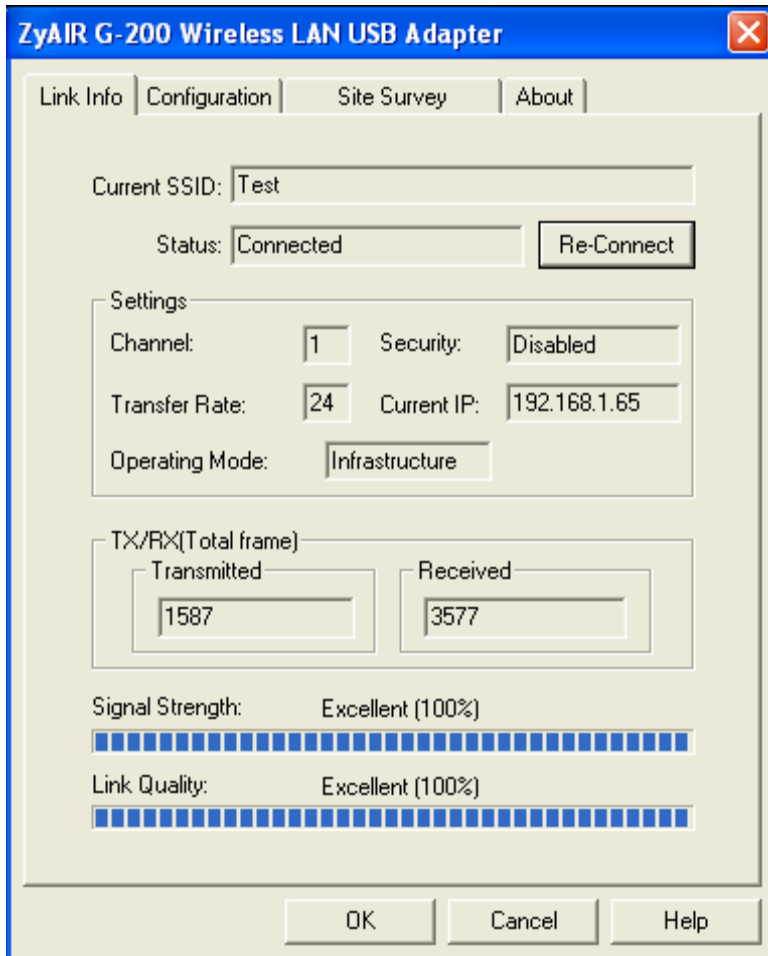 ZyAIR G-200 Wireless LAN USB Adapter
Link Info Configuration Site Survey About
Current SSID: Test
Status: Connected Re-Connect
Settings
Channel: 1 Security: Disabled
Transfer Rate: 24 Current IP: 192.168.1.65
Operating Mode: Infrastructure
TX/RX(Total frame)
Transmitted Received
1587 3577
Signal Strength: Excellent (100%)
Link Quality: Excellent (100%)
OK Cancel Help